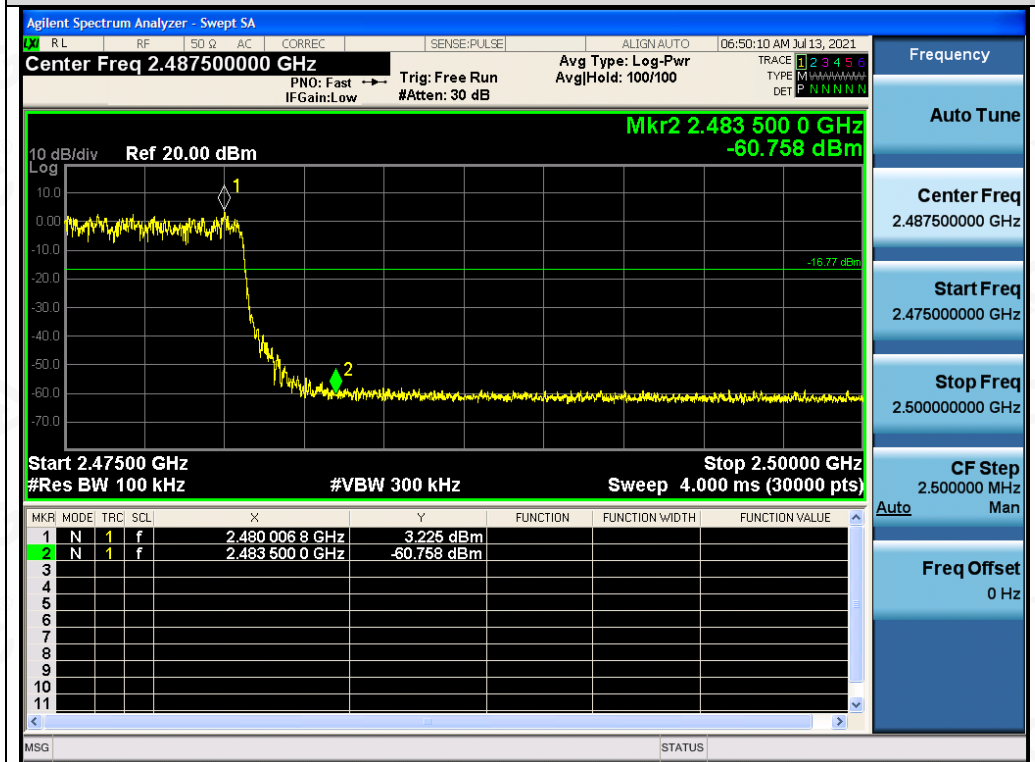 Agilent Spectrum Analyzer - Swept SA
LXI RL RF 50 Ω AC CORREC SENSE:PULSE ALIGNAUTO 06:50:10 AM Jul 13, 2021
Center Freq 2.487500000 GHz
PNO: Fast
IFGain:Low
Trig: Free Run
#Atten: 30 dB
Avg Type: Log-Pwr
Avg|Hold: 100/100
TRACE 1 2 3 4 5 6
TYPE M WWWWW
DET P N N N N N
Mkr2 2.483 500 0 GHz
-60.758 dBm
10 dB/div Ref 20.00 dBm
Log
10.0
0.00
-10.0
-20.0
-30.0
-40.0
-50.0
-60.0
-70.0
1
2
-16.77 dBm
Start 2.47500 GHz Stop 2.50000 GHz
#Res BW 100 kHz #VBW 300 kHz Sweep 4.000 ms (30000 pts)
MKR MODE TRC SCL X Y FUNCTION FUNCTION WIDTH FUNCTION VALUE
1 N 1 f 2.480 006 8 GHz 3.225 dBm
2 N 1 f 2.483 500 0 GHz -60.758 dBm
3
4
5
6
7
8
9
10
11
MSG STATUS
Frequency
Auto Tune
Center Freq
2.487500000 GHz
Start Freq
2.475000000 GHz
Stop Freq
2.500000000 GHz
CF Step
2.500000 MHz
Auto Man
Freq Offset
0 Hz